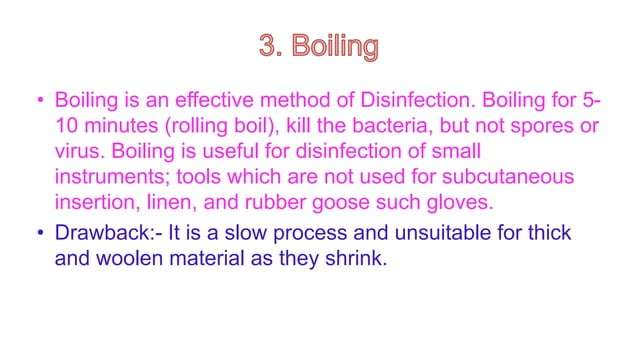 3. Boiling
• Boiling is an effective method of Disinfection. Boiling for 5-
10 minutes (rolling boil), kill the bacteria, but not spores or
virus. Boiling is useful for disinfection of small
instruments; tools which are not used for subcutaneous
insertion, linen, and rubber goose such gloves.
• Drawback:- It is a slow process and unsuitable for thick
and woolen material as they shrink.